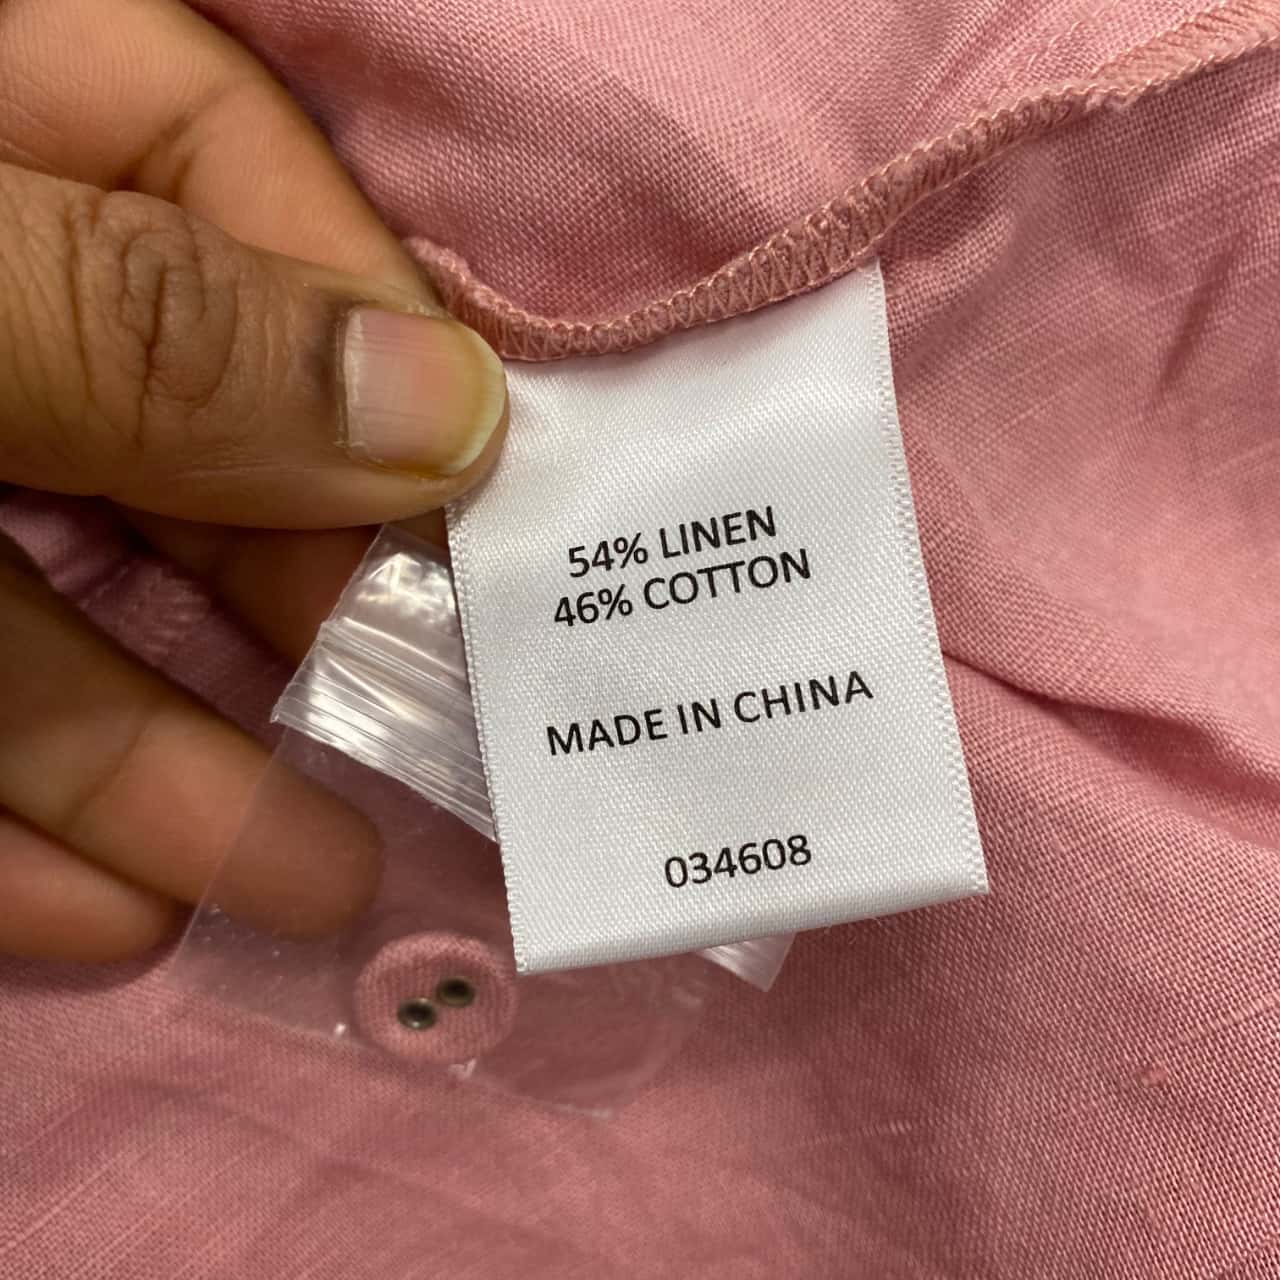 54% LINEN
46% COTTON
MADE IN CHINA
034608